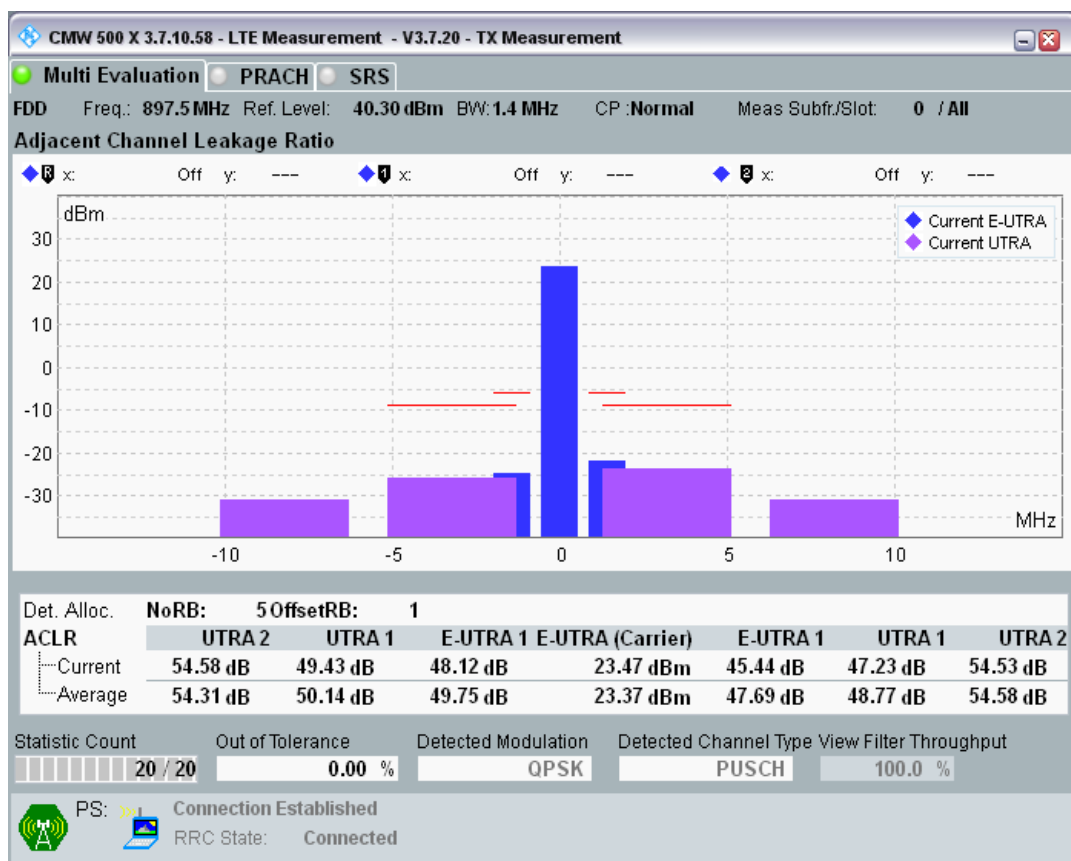 CMW 500 X 3.7.10.58 - LTE Measurement - V3.7.20 - TX Measurement
Multi Evaluation PRACH SRS
FDD Freq.: 897.5 MHz Ref. Level: 40.30 dBm BW: 1.4 MHz CP :Normal Meas Subfr./Slot: 0 / All
Adjacent Channel Leakage Ratio
R x: Off y: --- 1 x: Off y: --- 2 x: Off y: ---
dBm
Current E-UTRA
Current UTRA
30
20
10
0
-10
-20
-30
MHz
-10 -5 0 5 10
Det. Alloc. NoRB: 5 OffsetRB: 1
ACLR UTRA 2 UTRA 1 E-UTRA 1 E-UTRA (Carrier) E-UTRA 1 UTRA 1 UTRA 2
Current 54.58 dB 49.43 dB 48.12 dB 23.47 dBm 45.44 dB 47.23 dB 54.53 dB
Average 54.31 dB 50.14 dB 49.75 dB 23.37 dBm 47.69 dB 48.77 dB 54.58 dB
Statistic Count Out of Tolerance Detected Modulation Detected Channel Type View Filter Throughput
20 / 20 0.00 % QPSK PUSCH 100.0 %
PS: Connection Established
RRC State: Connected